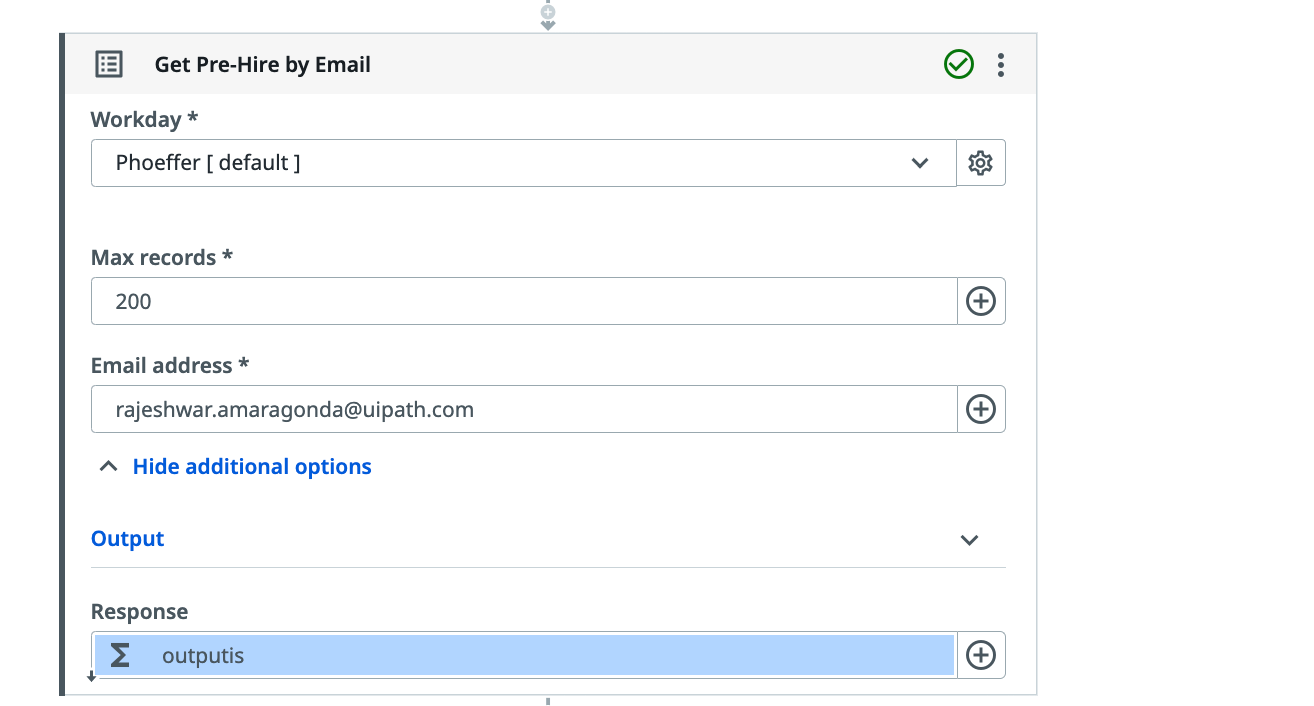 Get Pre-Hire by Email
Workday *
Phoeffer [ default ]
Max records *
200
Email address *
rajeshwar.amaragonda@uipath.com
Hide additional options
Output
Response
Σ outputis